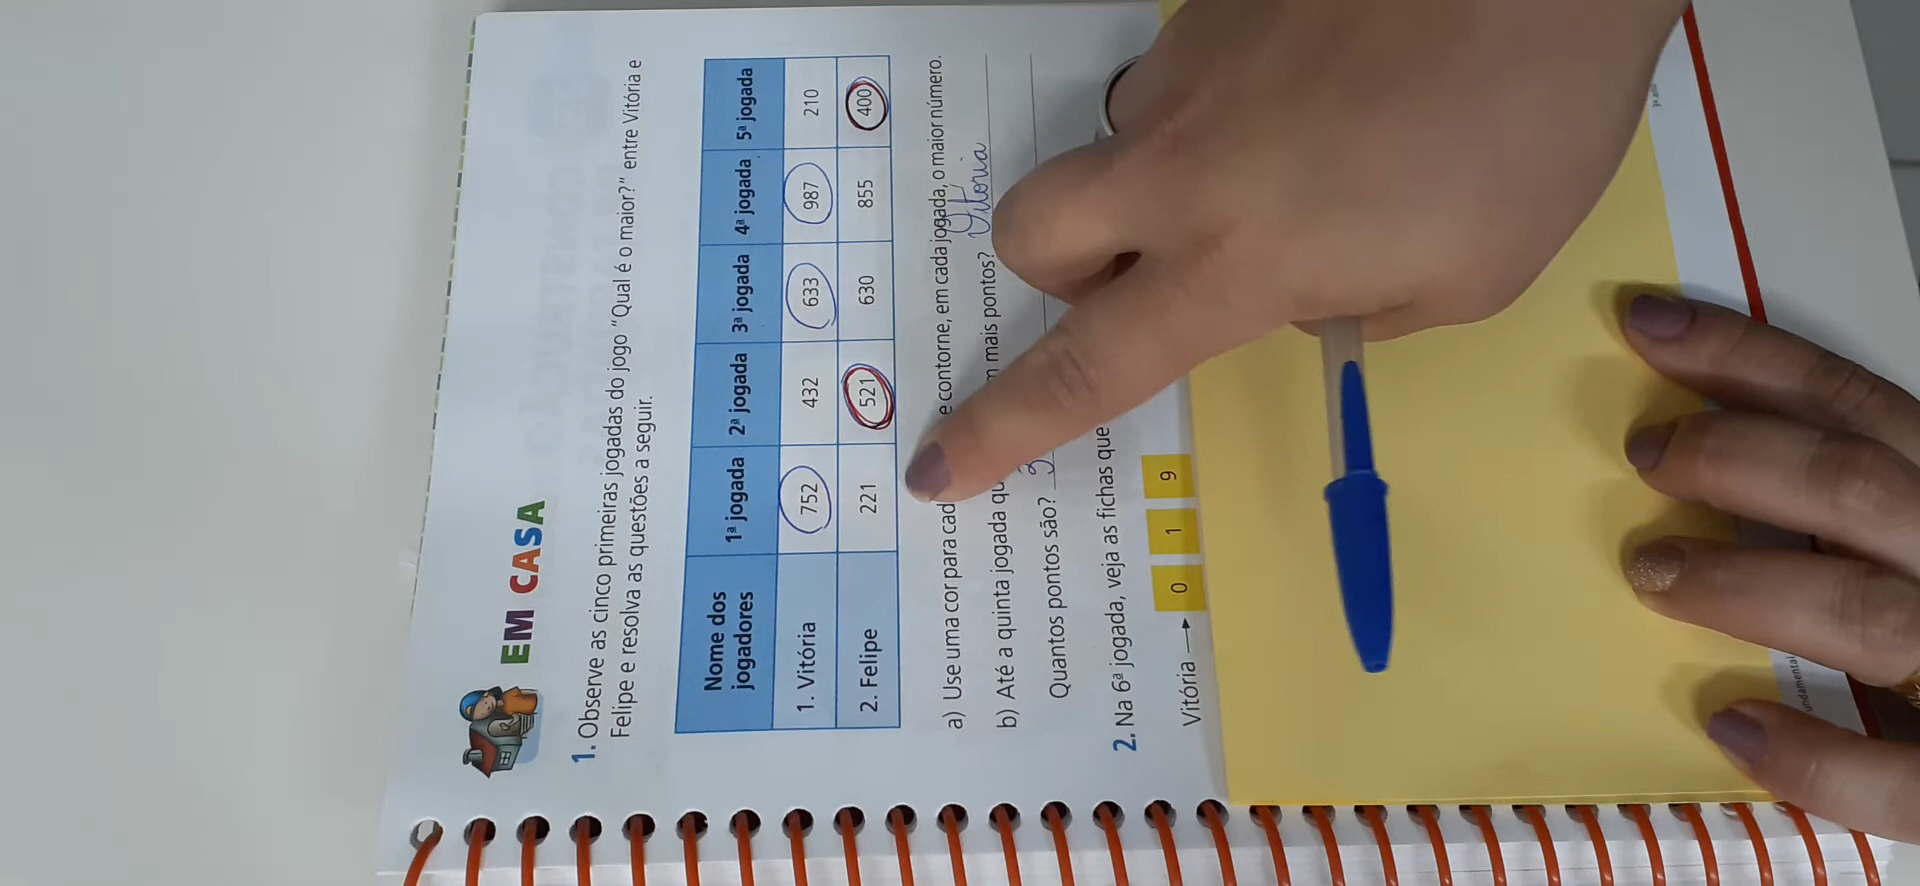 EM CASA
1. Observe as cinco primeiras jogadas do jogo “Qual é o maior?” entre Vitória e
Felipe e resolva as questões a seguir.
Nome dos jogadores 1ª jogada 2ª jogada 3ª jogada 4ª jogada 5ª jogada
1. Vitória 752 432 633 987 210
2. Felipe 221 521 630 855 400
a) Use uma cor para cad e contorne, em cada jogada, o maior número.
b) Até a quinta jogada qu m mais pontos? Vitória
Quantos pontos são? 3
2. Na 6ª jogada, veja as fichas que
Vitória → 0 1 9
3º ano
undamental